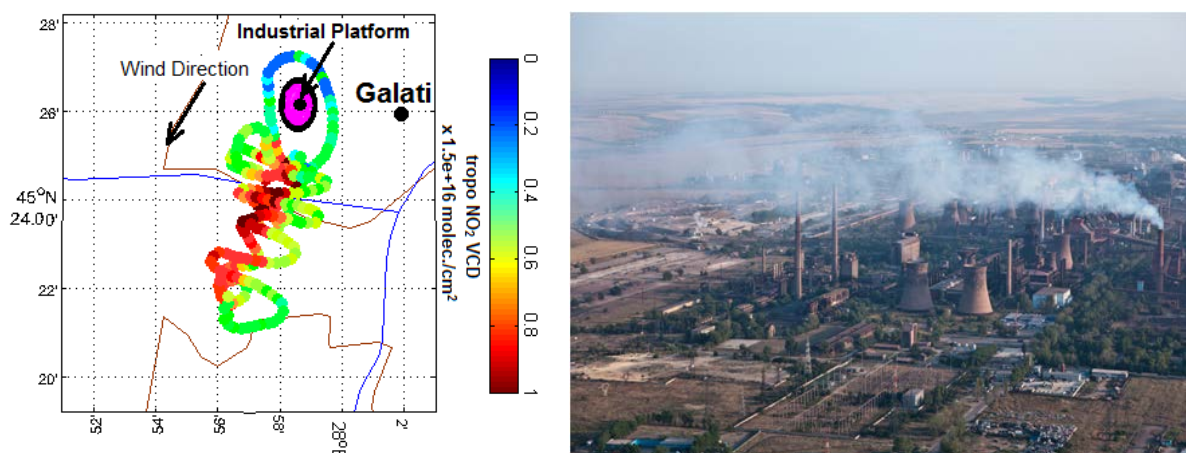 28'
Industrial Platform
Wind Direction
Galati
26'
45°N
24.00'
22'
20'
52'
54'
56'
58'
28°E
2'
0
0.2
0.4
0.6
0.8
1
tropo NO₂ VCD
x 1.5e+16 molec./cm²